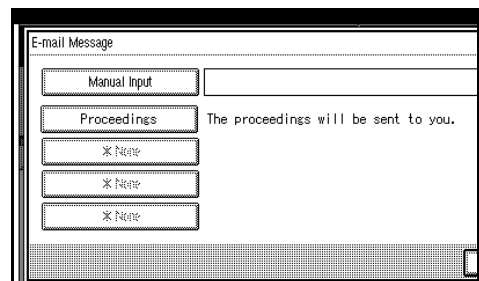 E-mail Message
Manual Input
Proceedings The proceedings will be sent to you.
* None
* None
* None